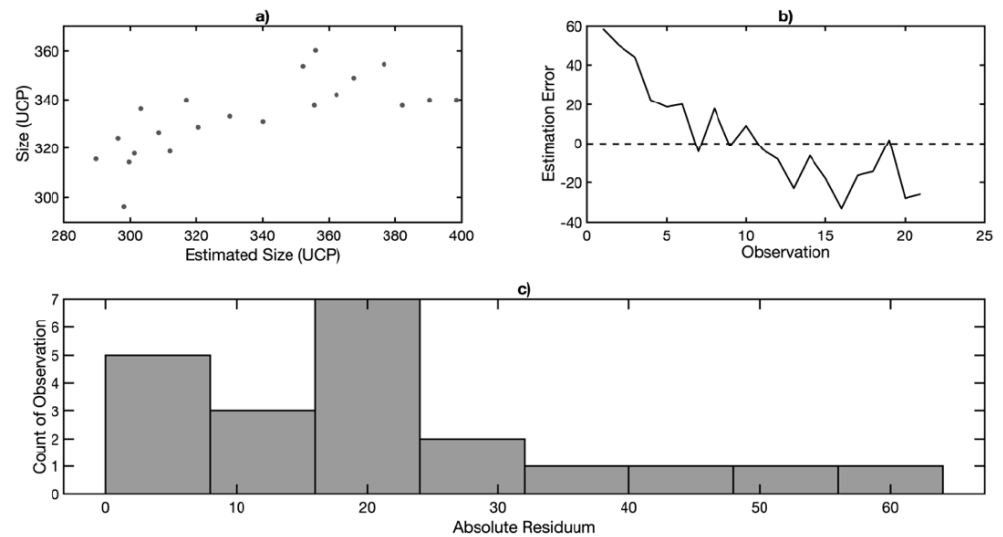 a)
360
340
320
300
280 300 320 340 360 380 400
Size (UCP)
Estimated Size (UCP)
b)
60
40
20
0
-20
-40
0 5 10 15 20 25
Estimation Error
Observation
c)
7
6
5
4
3
2
1
0
0 10 20 30 40 50 60
Count of Observation
Absolute Residuum